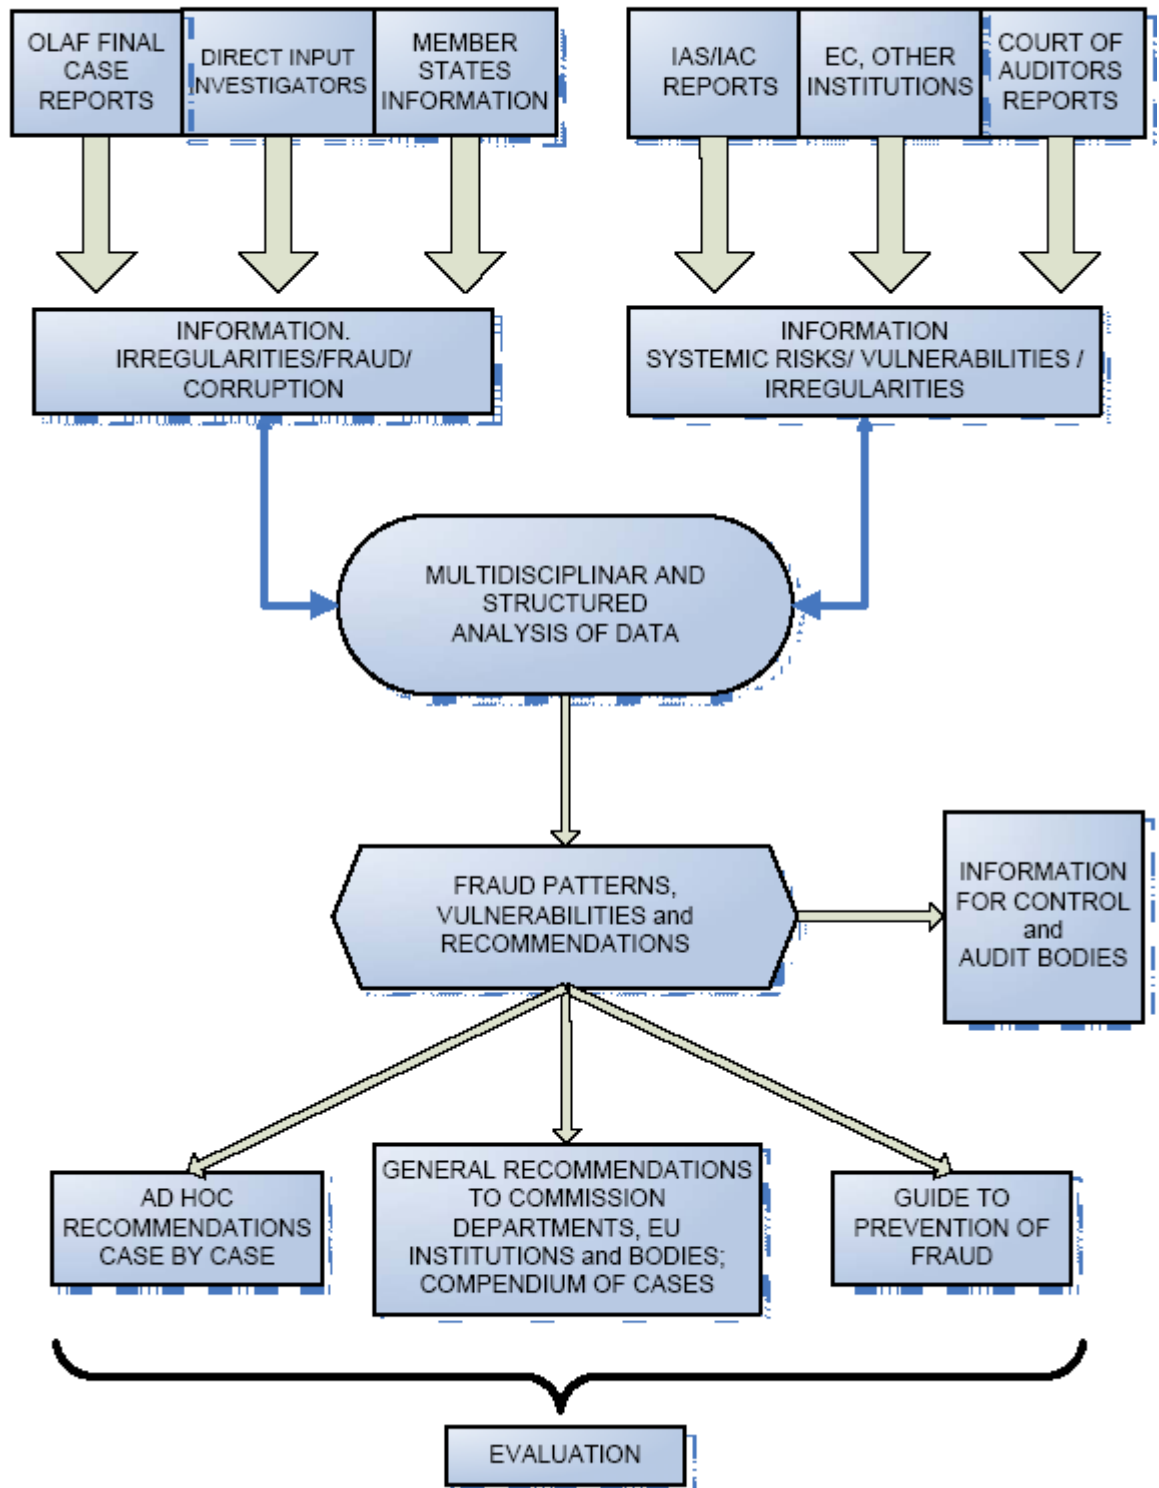 OLAF FINAL
CASE
REPORTS
DIRECT INPUT
INVESTIGATORS
MEMBER
STATES
INFORMATION
IAS/IAC
REPORTS
EC, OTHER
INSTITUTIONS
COURT OF
AUDITORS
REPORTS
INFORMATION.
IRREGULARITIES/FRAUD/
CORRUPTION
INFORMATION
SYSTEMIC RISKS/ VULNERABILITIES /
IRREGULARITIES
MULTIDISCIPLINAR AND
STRUCTURED
ANALYSIS OF DATA
FRAUD PATTERNS,
VULNERABILITIES and
RECOMMENDATIONS
INFORMATION
FOR CONTROL
and
AUDIT BODIES
AD HOC
RECOMMENDATIONS
CASE BY CASE
GENERAL RECOMMENDATIONS
TO COMMISSION
DEPARTMENTS, EU
INSTITUTIONS and BODIES;
COMPENDIUM OF CASES
GUIDE TO
PREVENTION OF
FRAUD
EVALUATION